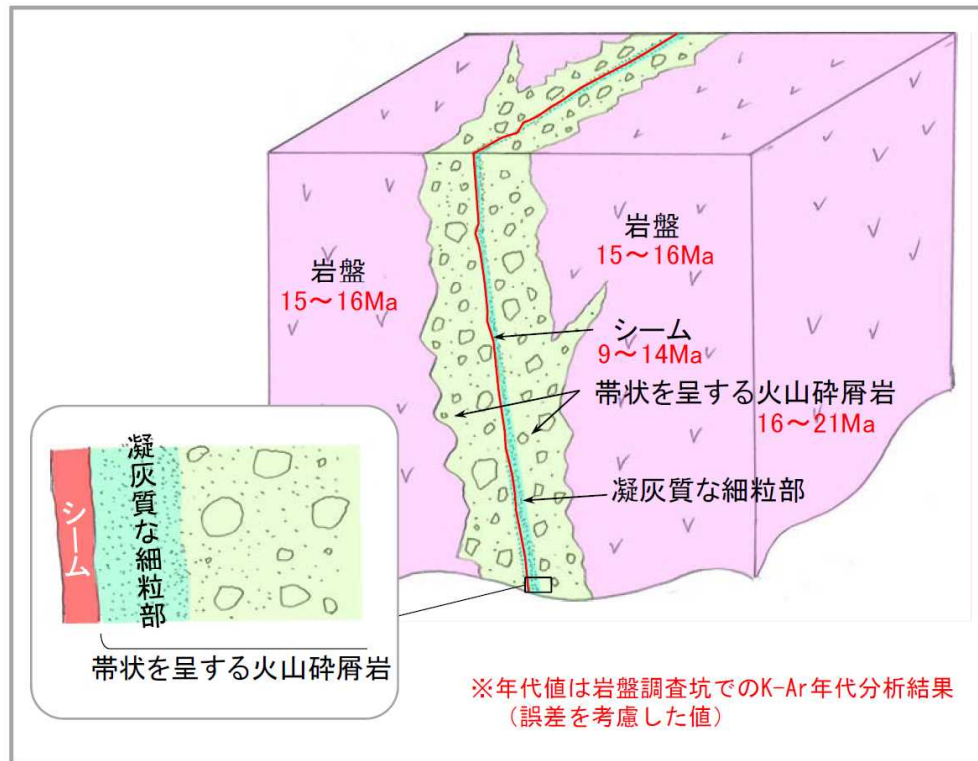 岩盤
15～16Ma
岩盤
15～16Ma
シーム
9～14Ma
帯状を呈する火山砕屑岩
16～21Ma
凝灰質な細粒部
シーム
凝灰質な細粒部
帯状を呈する火山砕屑岩
※年代値は岩盤調査坑でのK-Ar年代分析結果
（誤差を考慮した値）